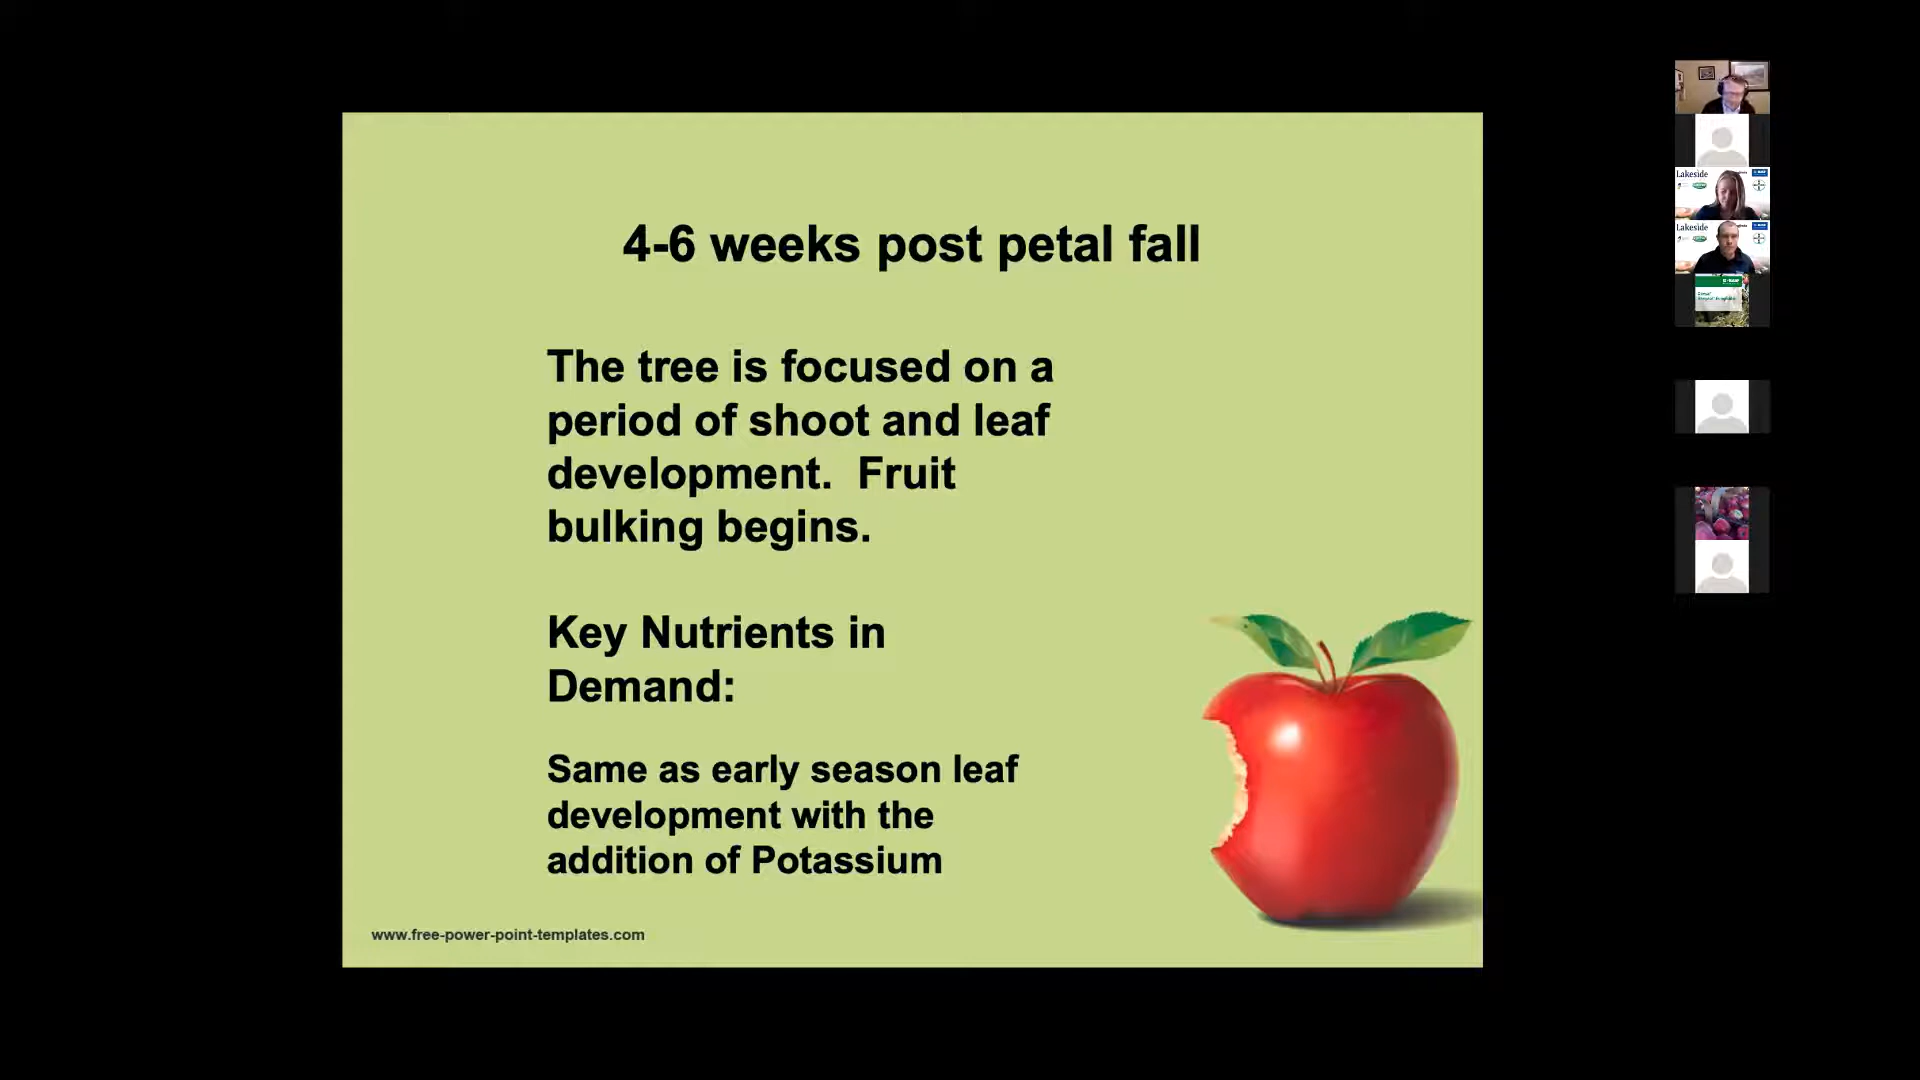 4-6 weeks post petal fall
The tree is focused on a
period of shoot and leaf
development.  Fruit
bulking begins.
Key Nutrients in
Demand:
Same as early season leaf
development with the
addition of Potassium
www.free-power-point-templates.com
Lakeside
Lakeside